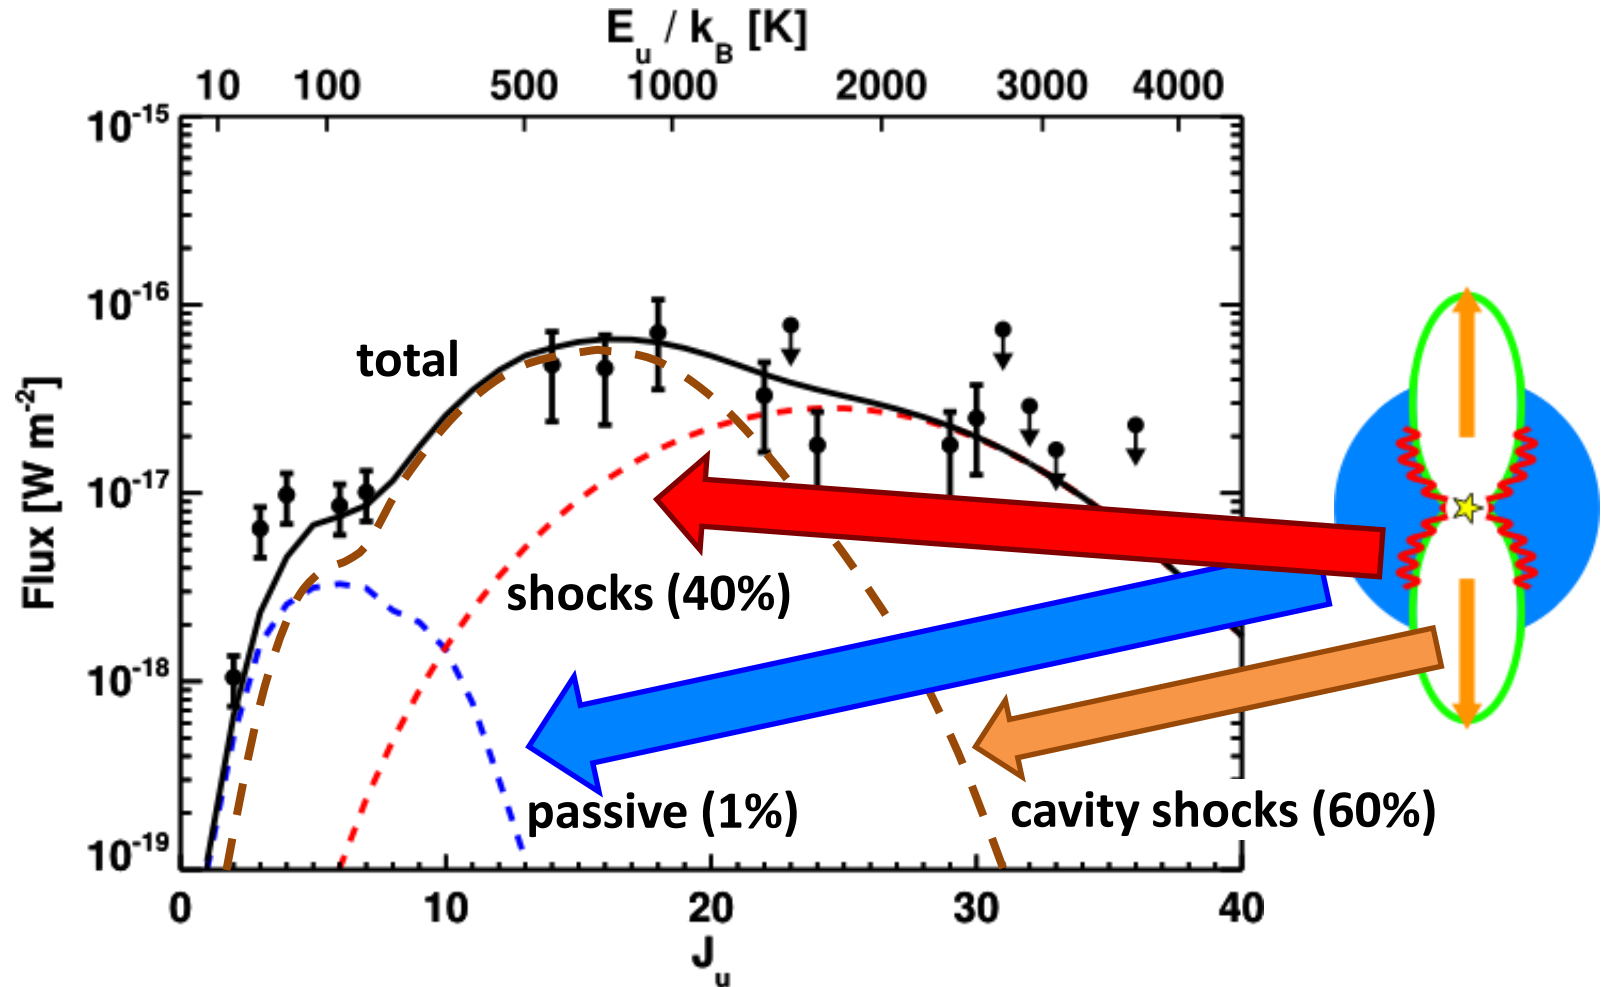 E_u / k_B [K]
10 100 500 1000 2000 3000 4000
10^-15
10^-16
10^-17
10^-18
10^-19
Flux [W m^-2]
total
shocks (40%)
passive (1%)
cavity shocks (60%)
0 10 20 30 40
J_u